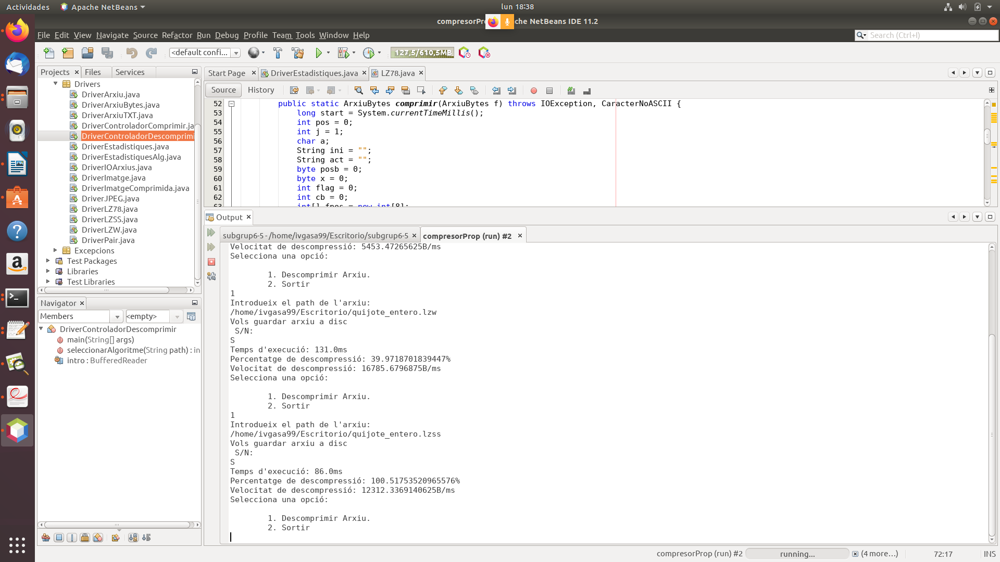 Actividades
Apache NetBeans
lun 18:38
compresorPr
che NetBeans IDE 11.2
File Edit View Navigate Source Refactor Run Debug Profile Team Tools Window Help
Search (Ctrl+I)
<default confi...
127,5/610,5MB
Projects
Files
Services
Drivers
DriverArxiu.java
DriverArxiuBytes.java
DriverArxiuTXT.java
DriverControladorComprimir.ja
DriverControladorDescomprimi
DriverEstadistiques.java
DriverEstadistiquesAlg.java
DriverIOArxius.java
DriverImatge.java
DriverImatgeComprimida.java
DriverJPEG.java
DriverLZ78.java
DriverLZSS.java
DriverLZW.java
DriverPair.java
Excepcions
Test Packages
Libraries
Test Libraries
Navigator
Members
<empty>
DriverControladorDescomprimir
main(String[] args)
seleccionarAlgoritme(String path) : in
intro : BufferedReader
Start Page
DriverEstadistiques.java
LZ78.java
Source
History
52 public static ArxiuBytes comprimir(ArxiuBytes f) throws IOException, CaracterNoASCII {
53 long start = System.currentTimeMillis();
54 int pos = 0;
55 int j = 1;
56 char a;
57 String ini = "";
58 String act = "";
59 byte posb = 0;
60 byte x = 0;
61 int flag = 0;
62 int cb = 0;
63 int[] fpos = new int[8];
Output
subgrup6-5 - /home/ivgasa99/Escritorio/subgrup6-5
compresorProp (run) #2
Velocitat de descompressió: 5453.47265625B/ms
Selecciona una opció:
1. Descomprimir Arxiu.
2. Sortir
1
Introdueix el path de l'arxiu:
/home/ivgasa99/Escritorio/quijote_entero.lzw
Vols guardar arxiu a disc
S/N:
S
Temps d'execució: 131.0ms
Percentatge de descompressió: 39.9718701839447%
Velocitat de descompressió: 16785.6796875B/ms
Selecciona una opció:
1. Descomprimir Arxiu.
2. Sortir
1
Introdueix el path de l'arxiu:
/home/ivgasa99/Escritorio/quijote_entero.lzss
Vols guardar arxiu a disc
S/N:
S
Temps d'execució: 86.0ms
Percentatge de descompressió: 100.51753520965576%
Velocitat de descompressió: 12312.3369140625B/ms
Selecciona una opció:
1. Descomprimir Arxiu.
2. Sortir
compresorProp (run) #2
running...
(4 more...)
72:17
INS